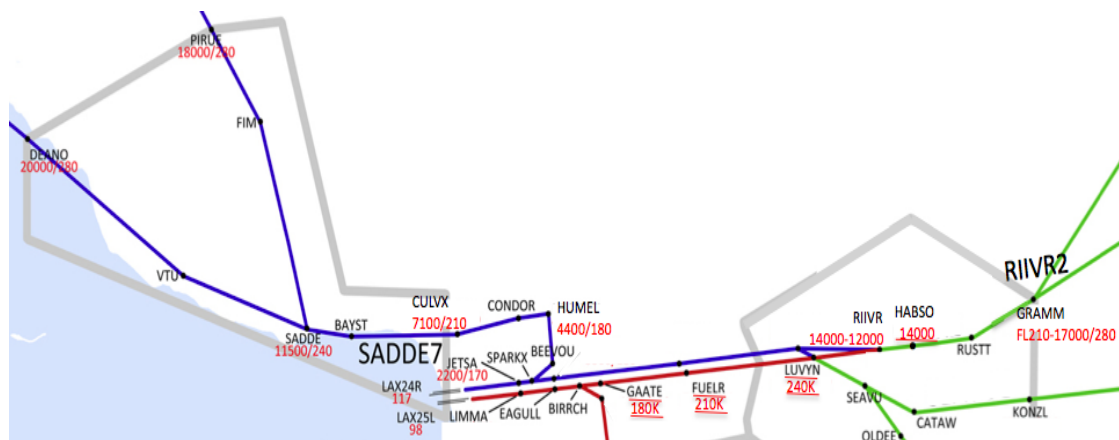 PIRUF
18000/280
FIM
DEANO
20000/280
VTU
SADDE
11500/240
BAYST
SADDE7
CULVX
7100/210
CONDOR
HUMEL
4400/180
BEEVOU
SPARKX
JETSA
2200/170
LAX24R
117
LAX25L
98
LIMMA
EAGULL
BIRRCH
GAATE
180K
FUELR
210K
LUVYN
240K
14000-12000
RIIVR
HABSO
14000
RUSTT
RIIVR2
GRAMM
FL210-17000/280
SEAVU
CATAW
KONZL
OLDEE